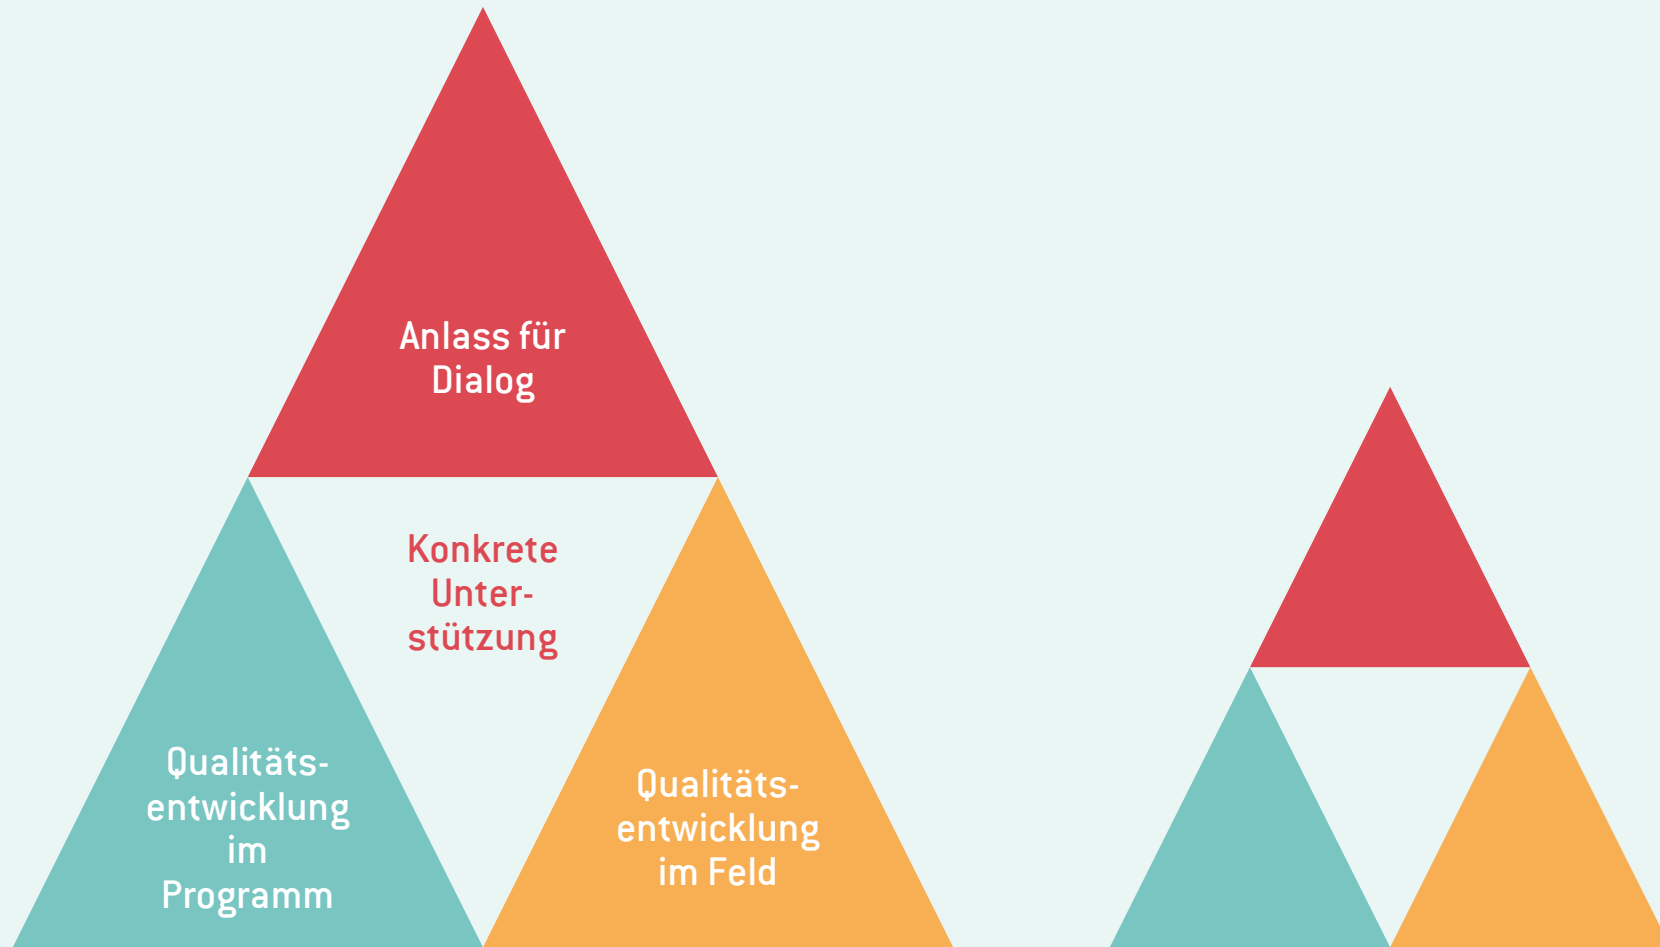 Anlass für
Dialog
Konkrete
Unter-
stützung
Qualitäts-
entwicklung
im
Programm
Qualitäts-
entwicklung
im Feld